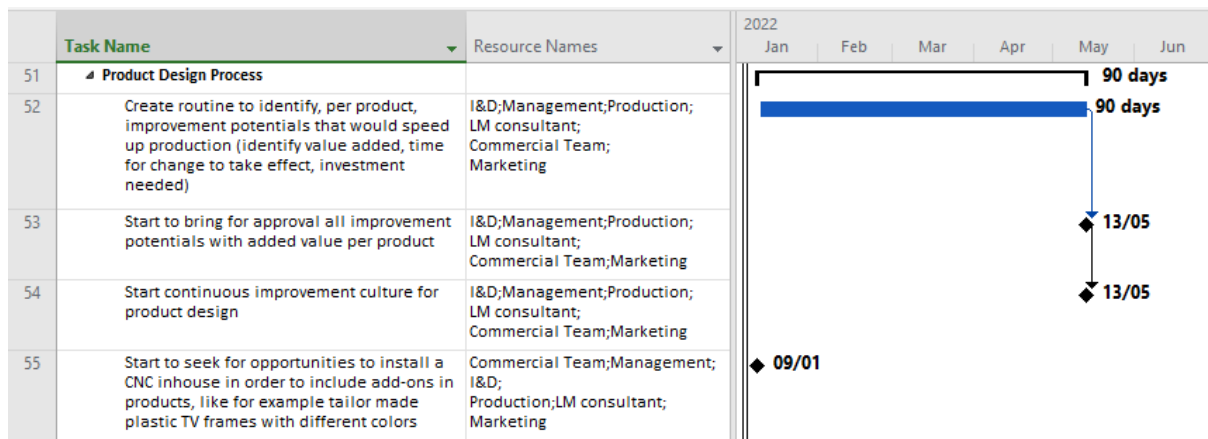 2022
Task Name Resource Names Jan Feb Mar Apr May Jun
51 Product Design Process 90 days
52 Create routine to identify, per product, I&D;Management;Production; 90 days
improvement potentials that would speed LM consultant;
up production (identify value added, time Commercial Team;
for change to take effect, investment Marketing
needed)
53 Start to bring for approval all improvement I&D;Management;Production; 13/05
potentials with added value per product LM consultant;
Commercial Team;Marketing
54 Start continuous improvement culture for I&D;Management;Production; 13/05
product design LM consultant;
Commercial Team;Marketing
55 Start to seek for opportunities to install a Commercial Team;Management; 09/01
CNC inhouse in order to include add-ons in I&D;
products, like for example tailor made Production;LM consultant;
plastic TV frames with different colors Marketing